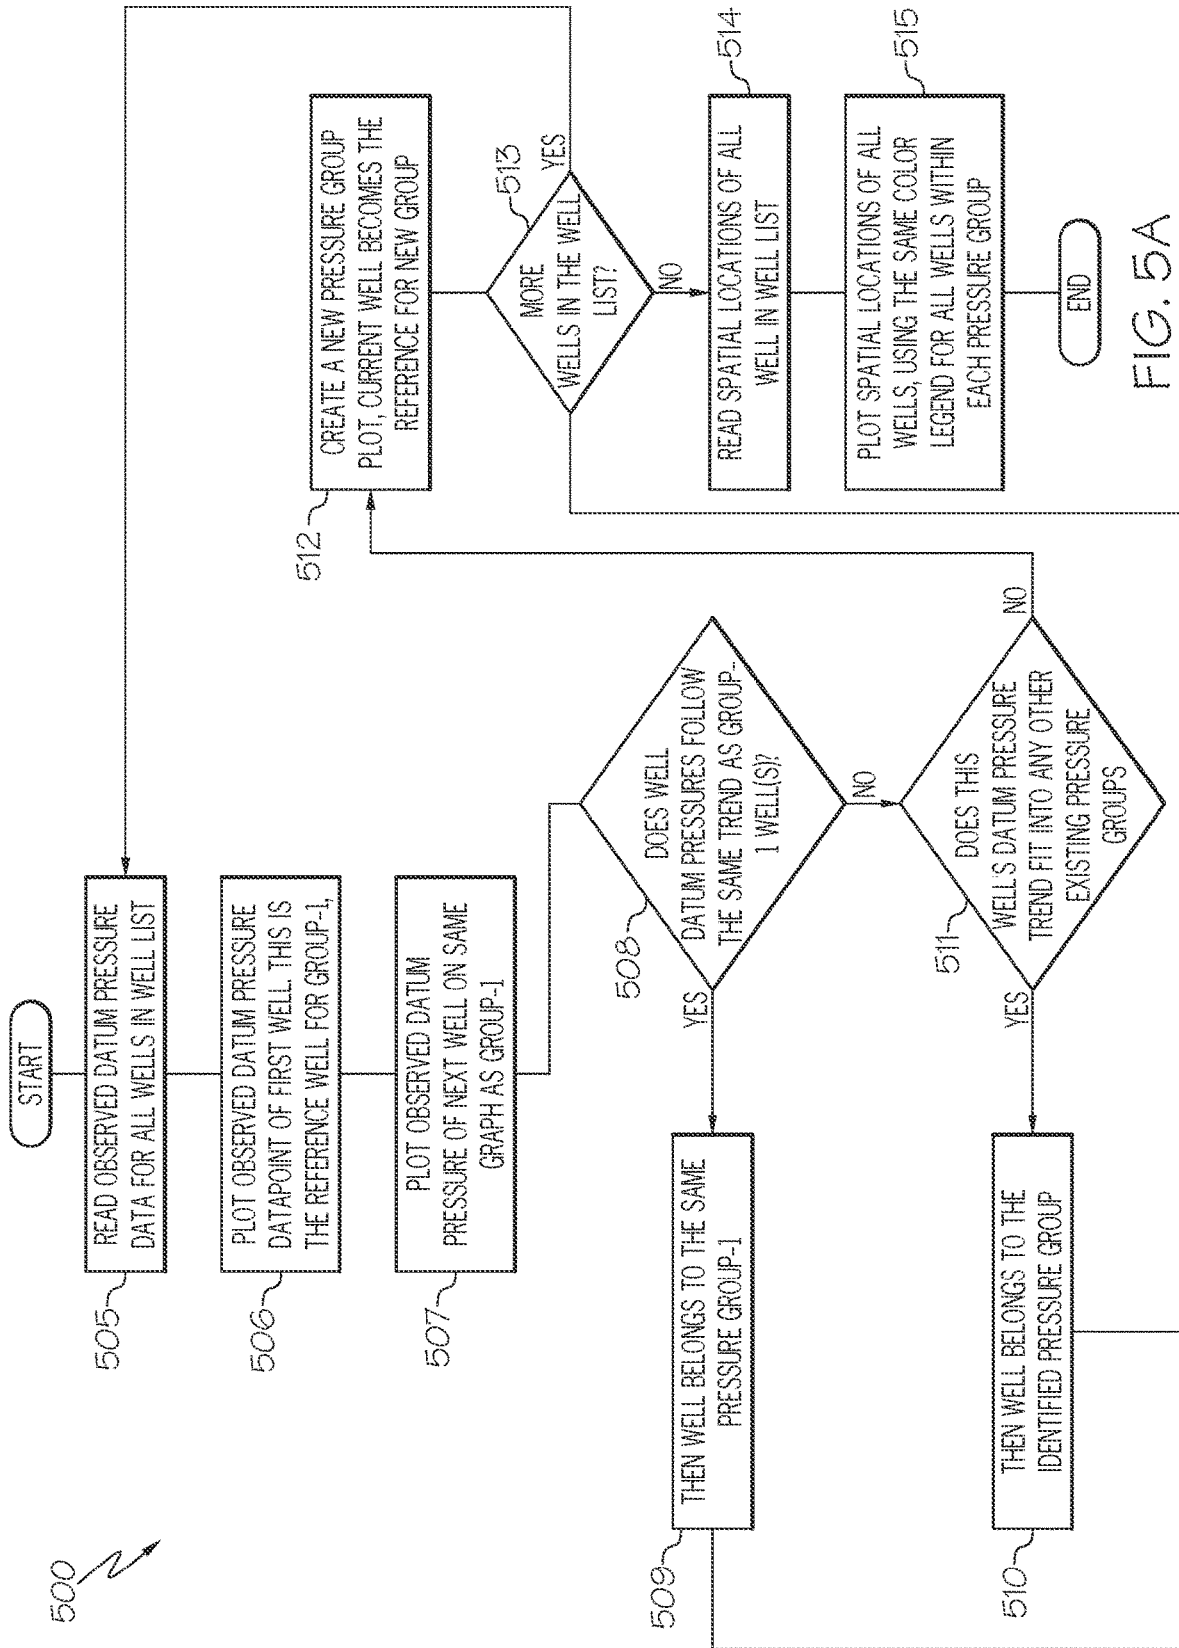 500
START
READ OBSERVED DATUM PRESSURE
DATA FOR ALL WELLS IN WELL LIST
505
PLOT OBSERVED DATUM PRESSURE
DATAPOINT OF FIRST WELL. THIS IS
THE REFERENCE WELL FOR GROUP-1,
506
PLOT OBSERVED DATUM
PRESSURE OF NEXT WELL ON SAME
GRAPH AS GROUP-1
507
DOES WELL
DATUM PRESSURES FOLLOW
THE SAME TREND AS GROUP-
1 WELL(S)?
508
YES
NO
THEN WELL BELONGS TO THE SAME
PRESSURE GROUP-1
509
DOES THIS
WELL'S DATUM PRESSURE
TREND FIT INTO ANY OTHER
EXISTING PRESSURE
GROUPS
511
YES
NO
THEN WELL BELONGS TO THE
IDENTIFIED PRESSURE GROUP
510
CREATE A NEW PRESSURE GROUP
PLOT, CURRENT WELL BECOMES THE
REFERENCE FOR NEW GROUP
512
MORE
WELLS IN THE WELL
LIST?
513
YES
NO
READ SPATIAL LOCATIONS OF ALL
WELL IN WELL LIST
514
PLOT SPATIAL LOCATIONS OF ALL
WELLS, USING THE SAME COLOR
LEGEND FOR ALL WELLS WITHIN
EACH PRESSURE GROUP
515
END
FIG. 5A